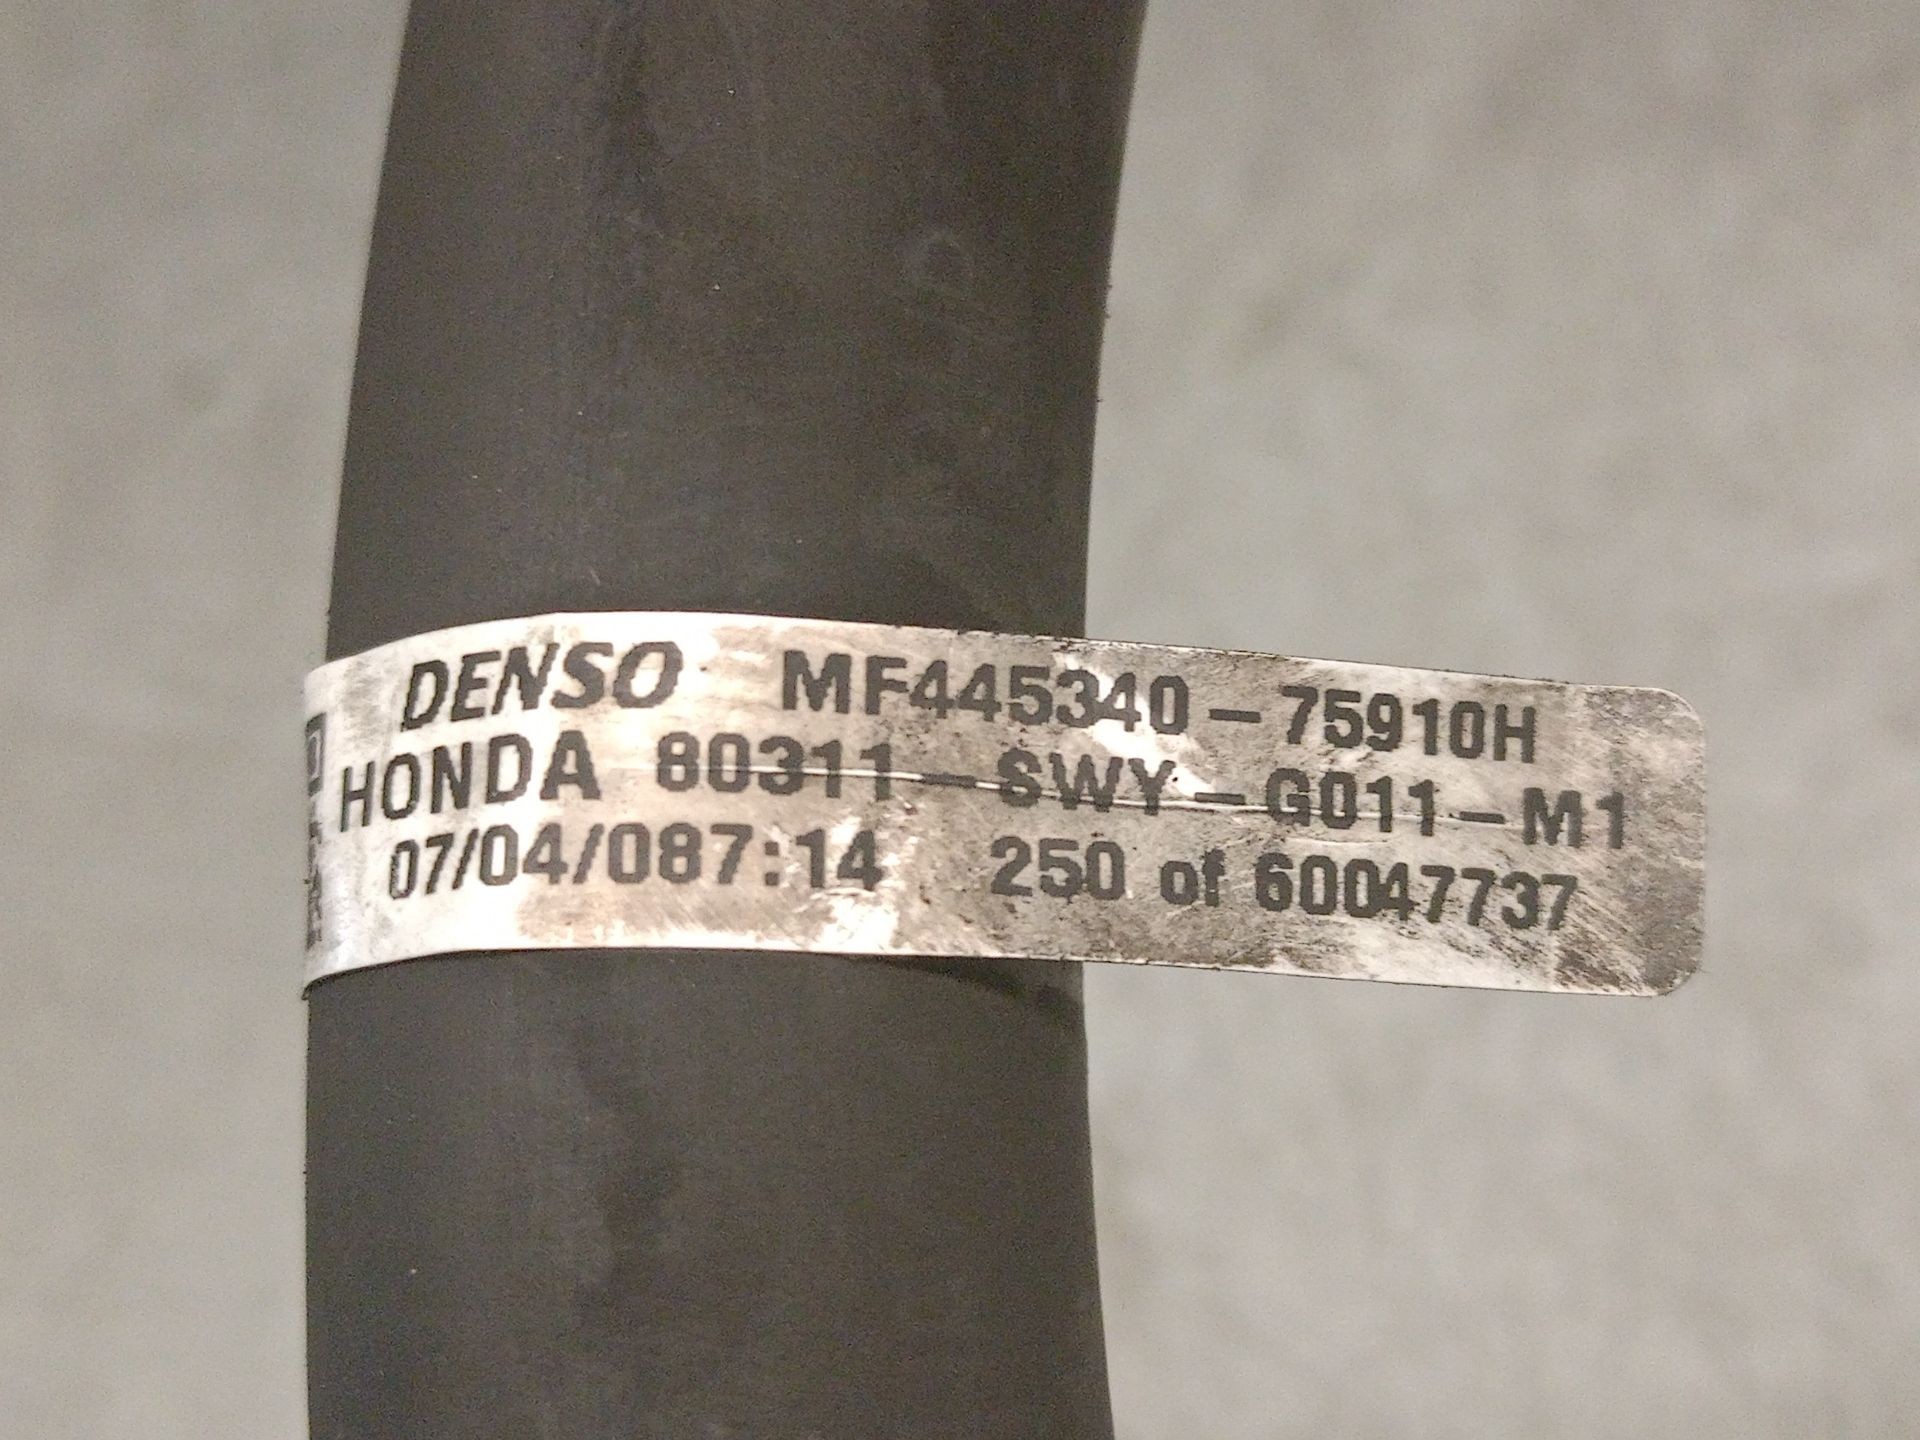 DENSO MF445340-75910H
HONDA 80311-SWY-G011-M1
07/04/087:14 250 of 60047737